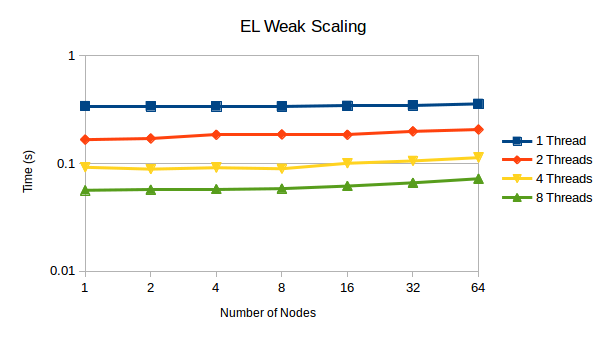 EL Weak Scaling
1
0.1
0.01
Time (s)
1 2 4 8 16 32 64
Number of Nodes
1 Thread
2 Threads
4 Threads
8 Threads